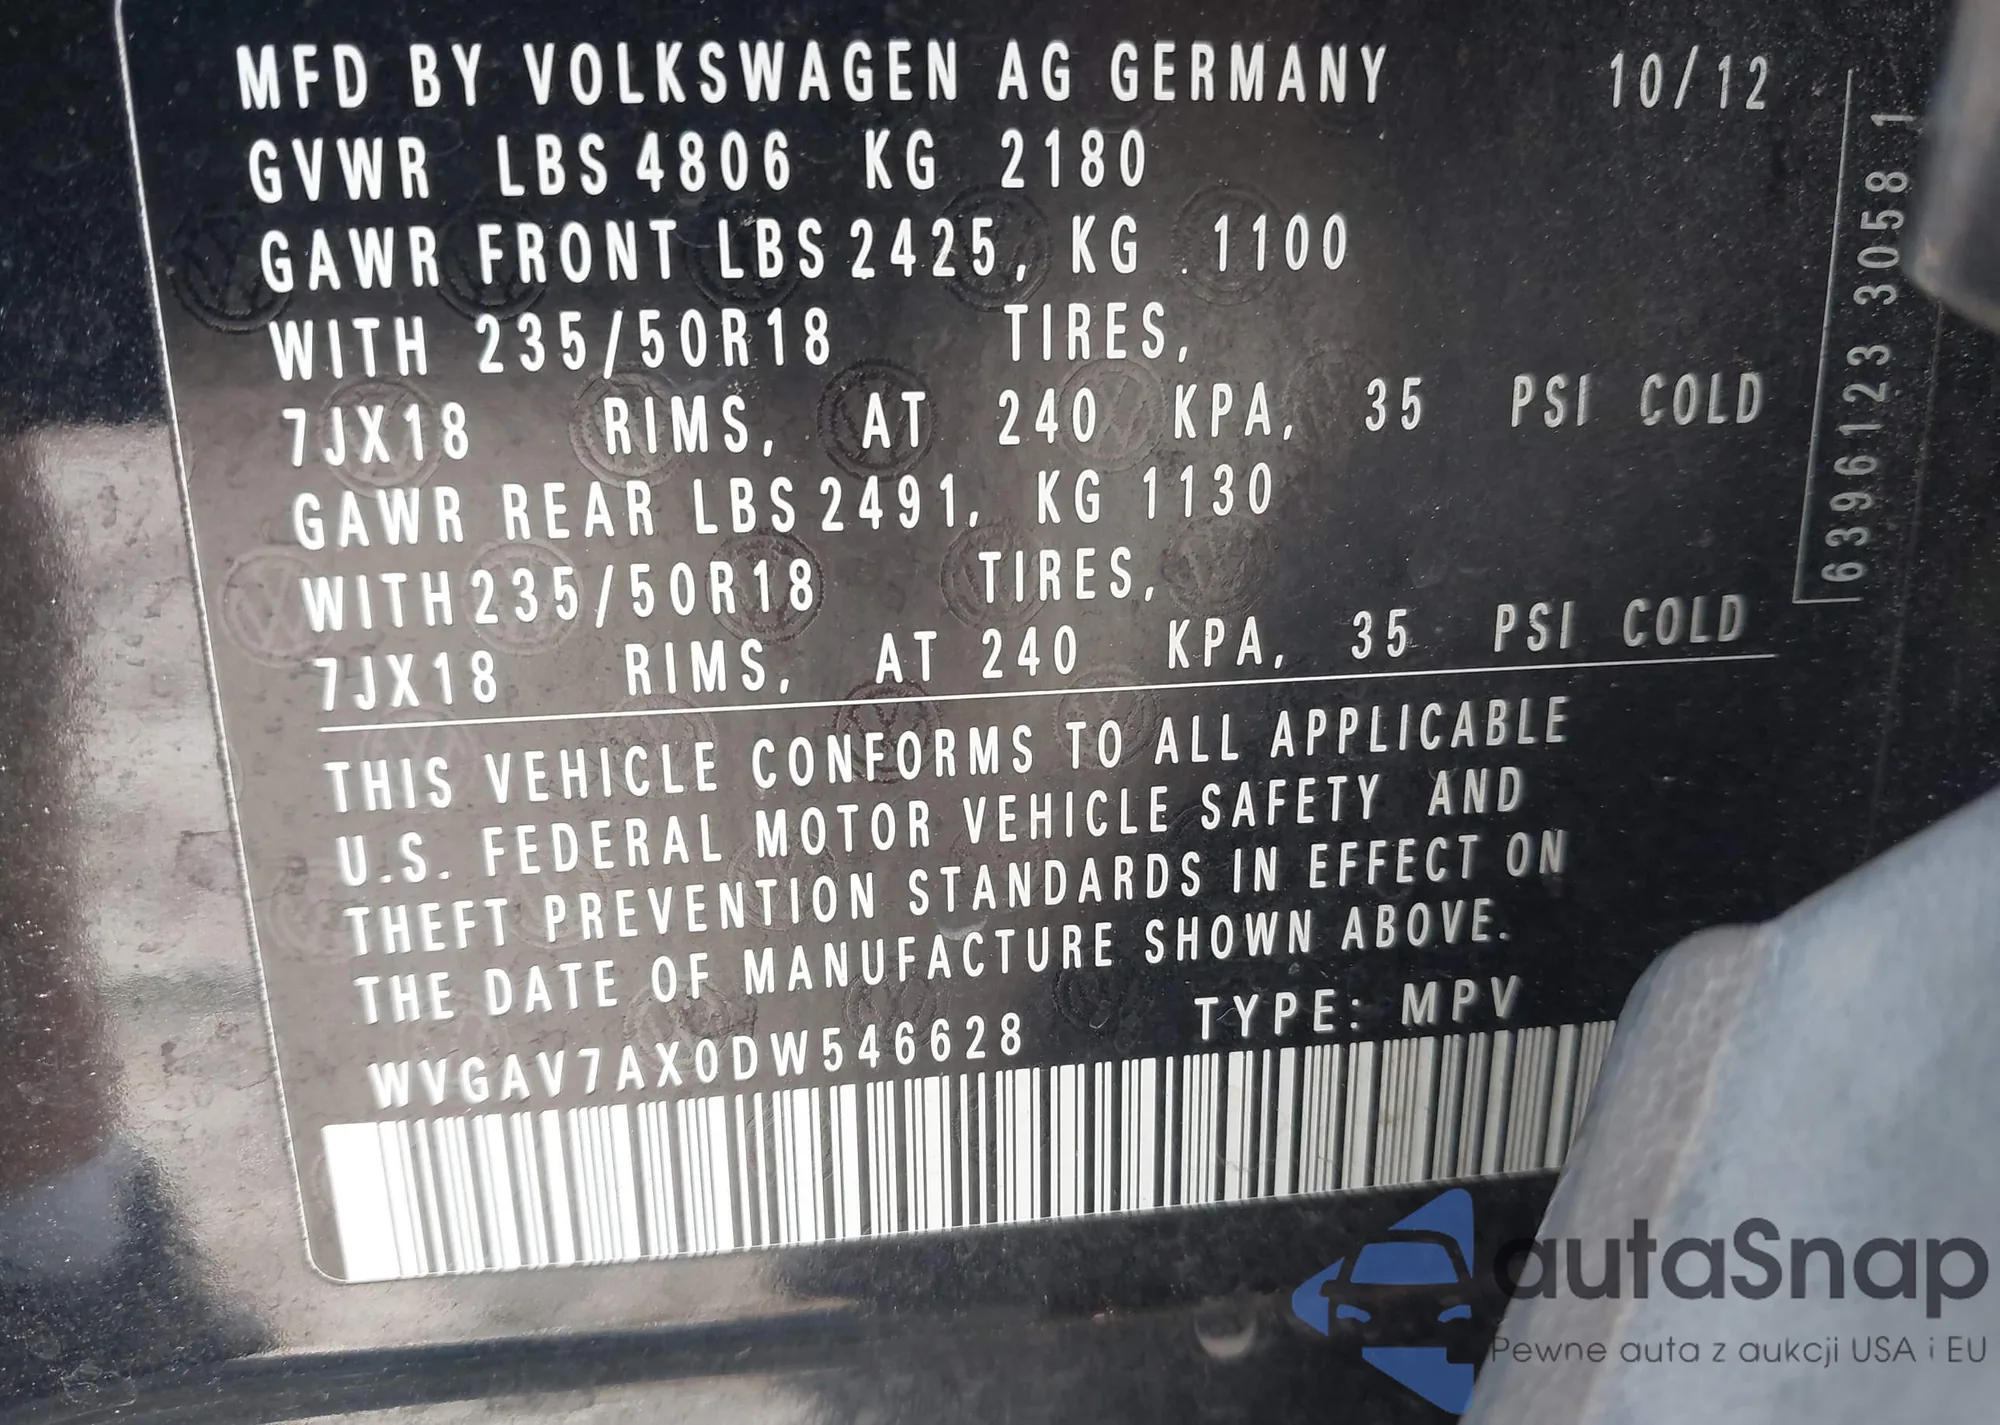 MFD BY VOLKSWAGEN AG GERMANY 10/12
GVWR LBS 4806 KG 2180
GAWR FRONT LBS 2425, KG 1100
WITH 235/50R18 TIRES,
7JX18 RIMS, AT 240 KPA, 35 PSI COLD
GAWR REAR LBS 2491, KG 1130
WITH 235/50R18 TIRES,
7JX18 RIMS, AT 240 KPA, 35 PSI COLD
THIS VEHICLE CONFORMS TO ALL APPLICABLE
U.S. FEDERAL MOTOR VEHICLE SAFETY AND
THEFT PREVENTION STANDARDS IN EFFECT ON
THE DATE OF MANUFACTURE SHOWN ABOVE.
WVGAV7AX0DW546628 TYPE: MPV
6396123 3058 1
autaSnap
Pewne auta z aukcji USA i EU